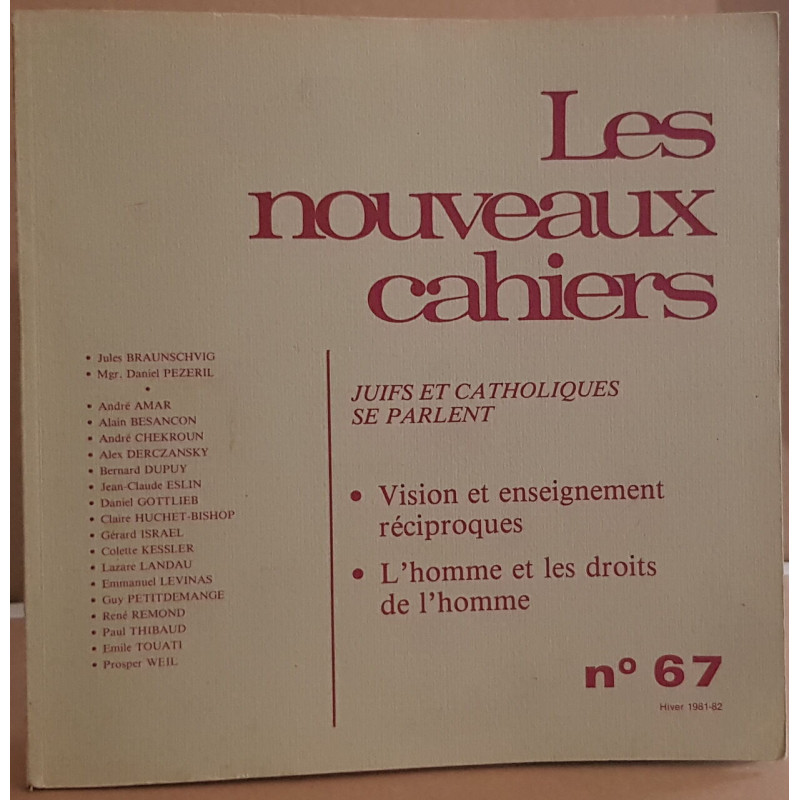 Les
nouveaux
cahiers
• Jules BRAUNSCHVIG
• Mgr. Daniel PEZERIL
•
• André AMAR
• Alain BESANCON
• André CHEKROUN
• Alex DERCZANSKY
• Bernard DUPUY
• Jean-Claude ESLIN
• Daniel GOTTLIEB
• Claire HUCHET-BISHOP
• Gérard ISRAEL
• Colette KESSLER
• Lazare LANDAU
• Emmanuel LEVINAS
• Guy PETITDEMANGE
• René REMOND
• Paul THIBAUD
• Emile TOUATI
• Prosper WEIL
JUIFS ET CATHOLIQUES
SE PARLENT
• Vision et enseignement
réciproques
• L'homme et les droits
de l'homme
nº 67
Hiver 1981-82